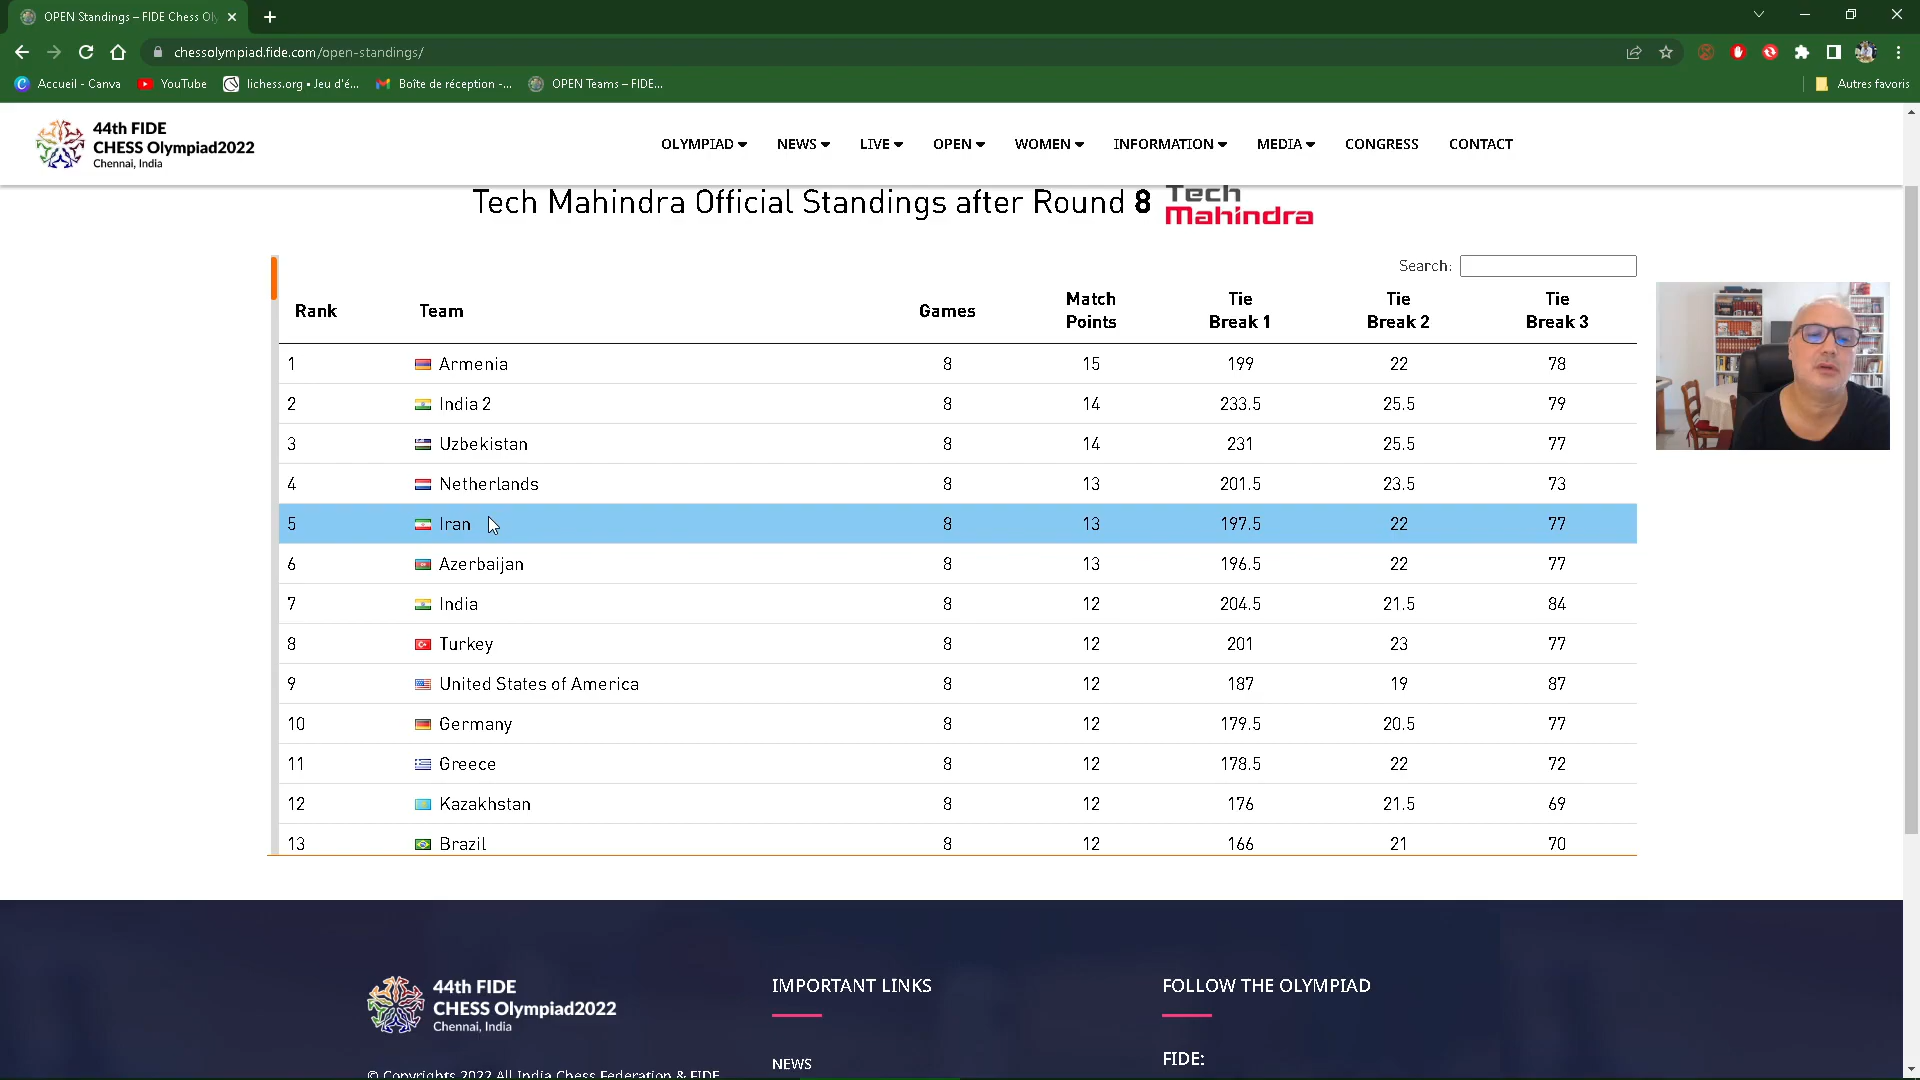 OPEN Standings – FIDE Chess Oly
chessolympiad.fide.com/open-standings/
Accueil - Canva YouTube lichess.org • Jeu d'é... Boîte de réception -... OPEN Teams – FIDE... Autres favoris
44th FIDE
CHESS Olympiad2022
Chennai, India
OLYMPIAD NEWS LIVE OPEN WOMEN INFORMATION MEDIA CONGRESS CONTACT
Tech Mahindra Official Standings after Round 8
Tech
Mahindra
Search:
Rank Team Games Match Points Tie Break 1 Tie Break 2 Tie Break 3
1 Armenia 8 15 199 22 78
2 India 2 8 14 233.5 25.5 79
3 Uzbekistan 8 14 231 25.5 77
4 Netherlands 8 13 201.5 23.5 73
5 Iran 8 13 197.5 22 77
6 Azerbaijan 8 13 196.5 22 77
7 India 8 12 204.5 21.5 84
8 Turkey 8 12 201 23 77
9 United States of America 8 12 187 19 87
10 Germany 8 12 179.5 20.5 77
11 Greece 8 12 178.5 22 72
12 Kazakhstan 8 12 176 21.5 69
13 Brazil 8 12 166 21 70
44th FIDE
CHESS Olympiad2022
Chennai, India
© Copyrights 2022 All India Chess Federation & FIDE
IMPORTANT LINKS
NEWS
FOLLOW THE OLYMPIAD
FIDE: